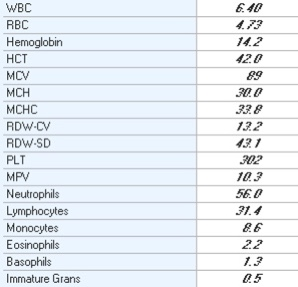 WBC 6.40
RBC 4.73
Hemoglobin 14.2
HCT 42.0
MCV 89
MCH 30.0
MCHC 33.8
RDW-CV 13.2
RDW-SD 43.1
PLT 302
MPV 10.3
Neutrophils 56.0
Lymphocytes 31.4
Monocytes 8.6
Eosinophils 2.2
Basophils 1.3
Immature Grans 0.5